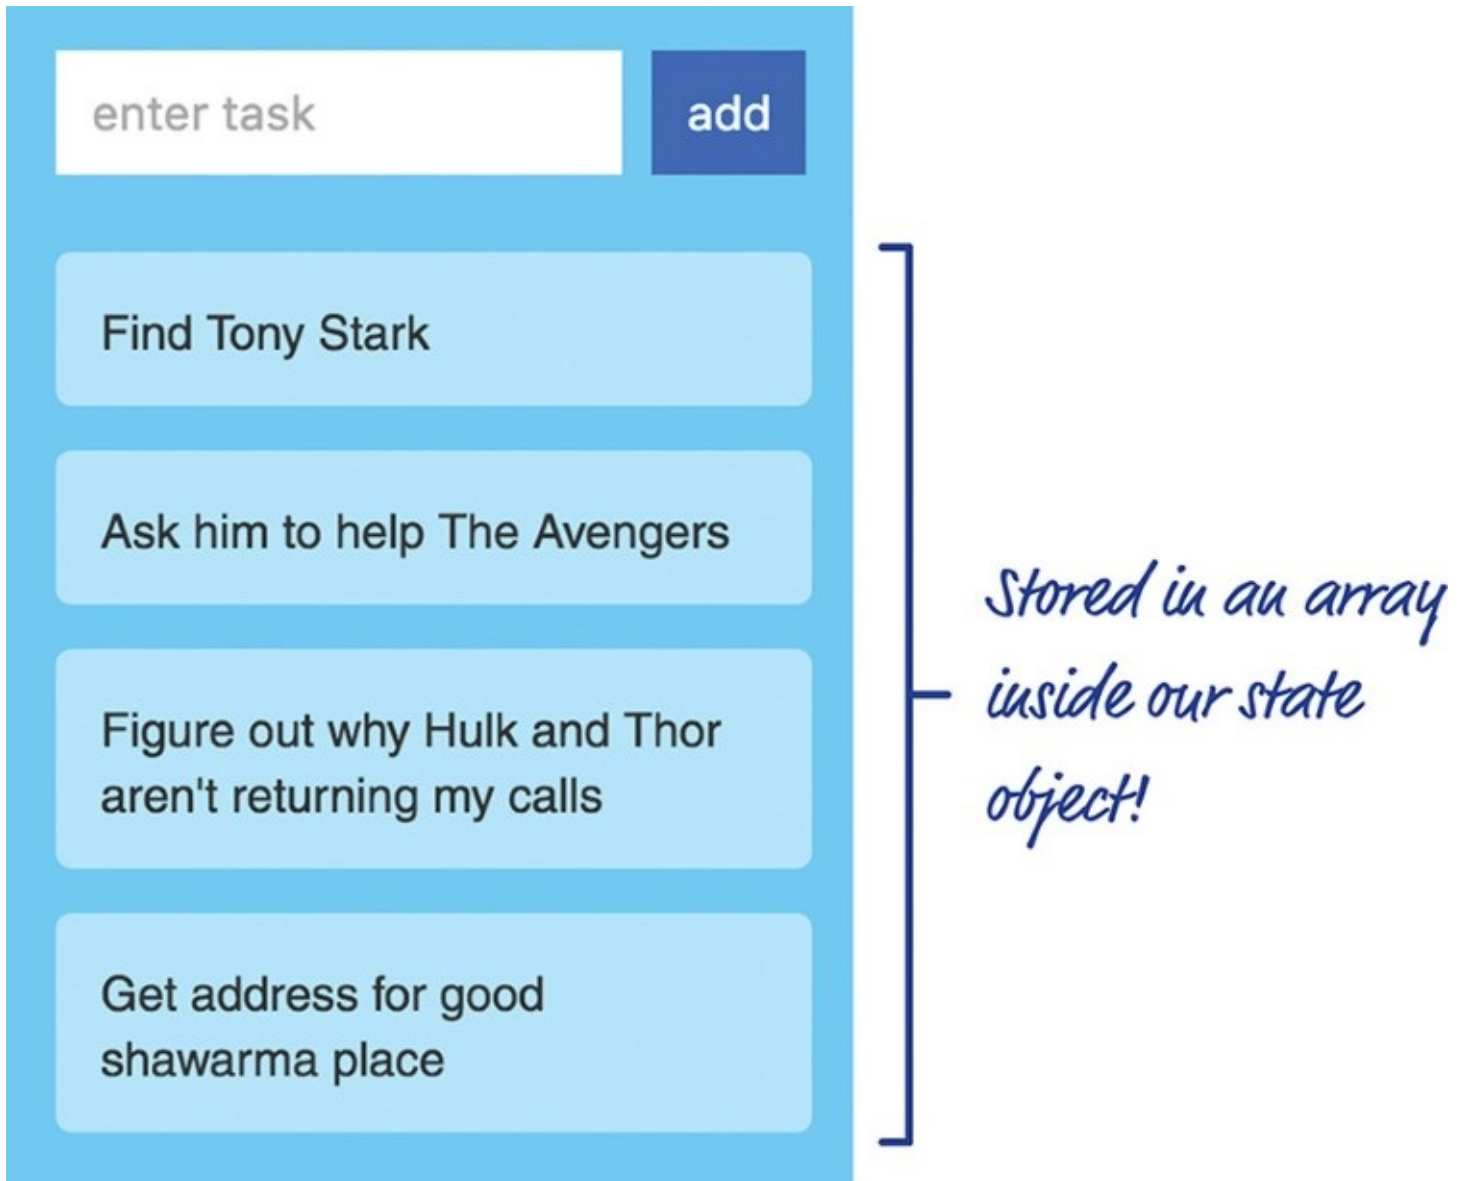 enter task
add
Find Tony Stark
Ask him to help The Avengers
Figure out why Hulk and Thor
aren't returning my calls
Get address for good
shawarma place
Stored in an array
inside our state
object!